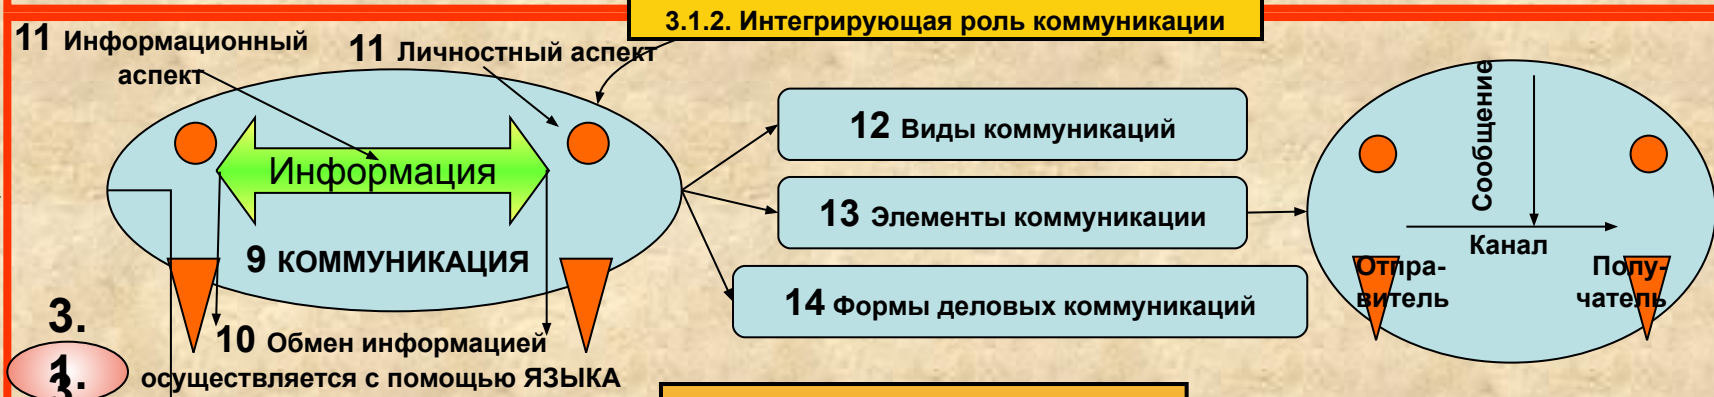 3.1.2. Интегрирующая роль коммуникации
11 Информационный
аспект
11 Личностный аспект
Информация
9 КОММУНИКАЦИЯ
10 Обмен информацией
осуществляется с помощью ЯЗЫКА
12 Виды коммуникаций
13 Элементы коммуникации
14 Формы деловых коммуникаций
Сообщение
Канал
Отпра-
витель
Полу-
чатель
3.
1.
3